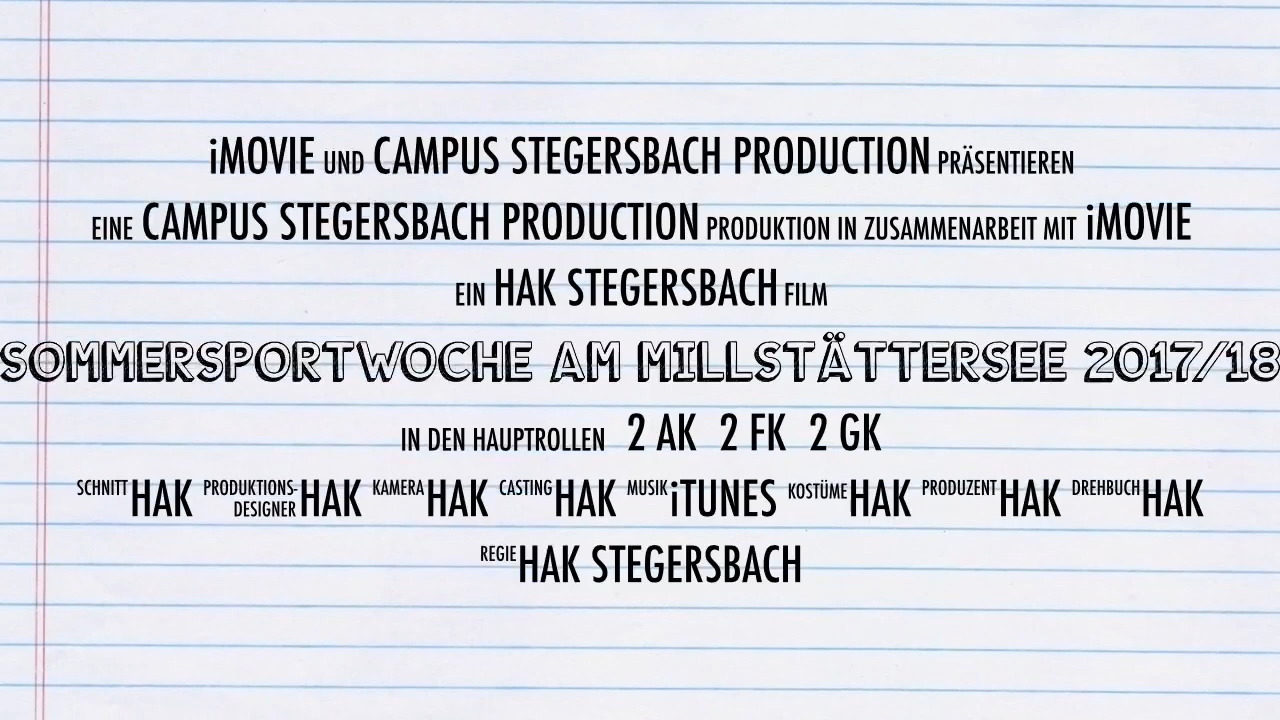 iMOVIE UND CAMPUS STEGERSBACH PRODUCTION PRÄSENTIEREN
EINE CAMPUS STEGERSBACH PRODUCTION PRODUKTION IN ZUSAMMENARBEIT MIT iMOVIE
EIN HAK STEGERSBACH FILM
SOMMERSPORTWOCHE AM MILLSTÄTTERSEE 2017/18
IN DEN HAUPTROLLEN 2 AK 2 FK 2 GK
SCHNITT HAK PRODUKTIONS-DESIGNER HAK KAMERA HAK CASTING HAK MUSIK iTUNES KOSTÜME HAK PRODUZENT HAK DREHBUCH HAK
REGIE HAK STEGERSBACH